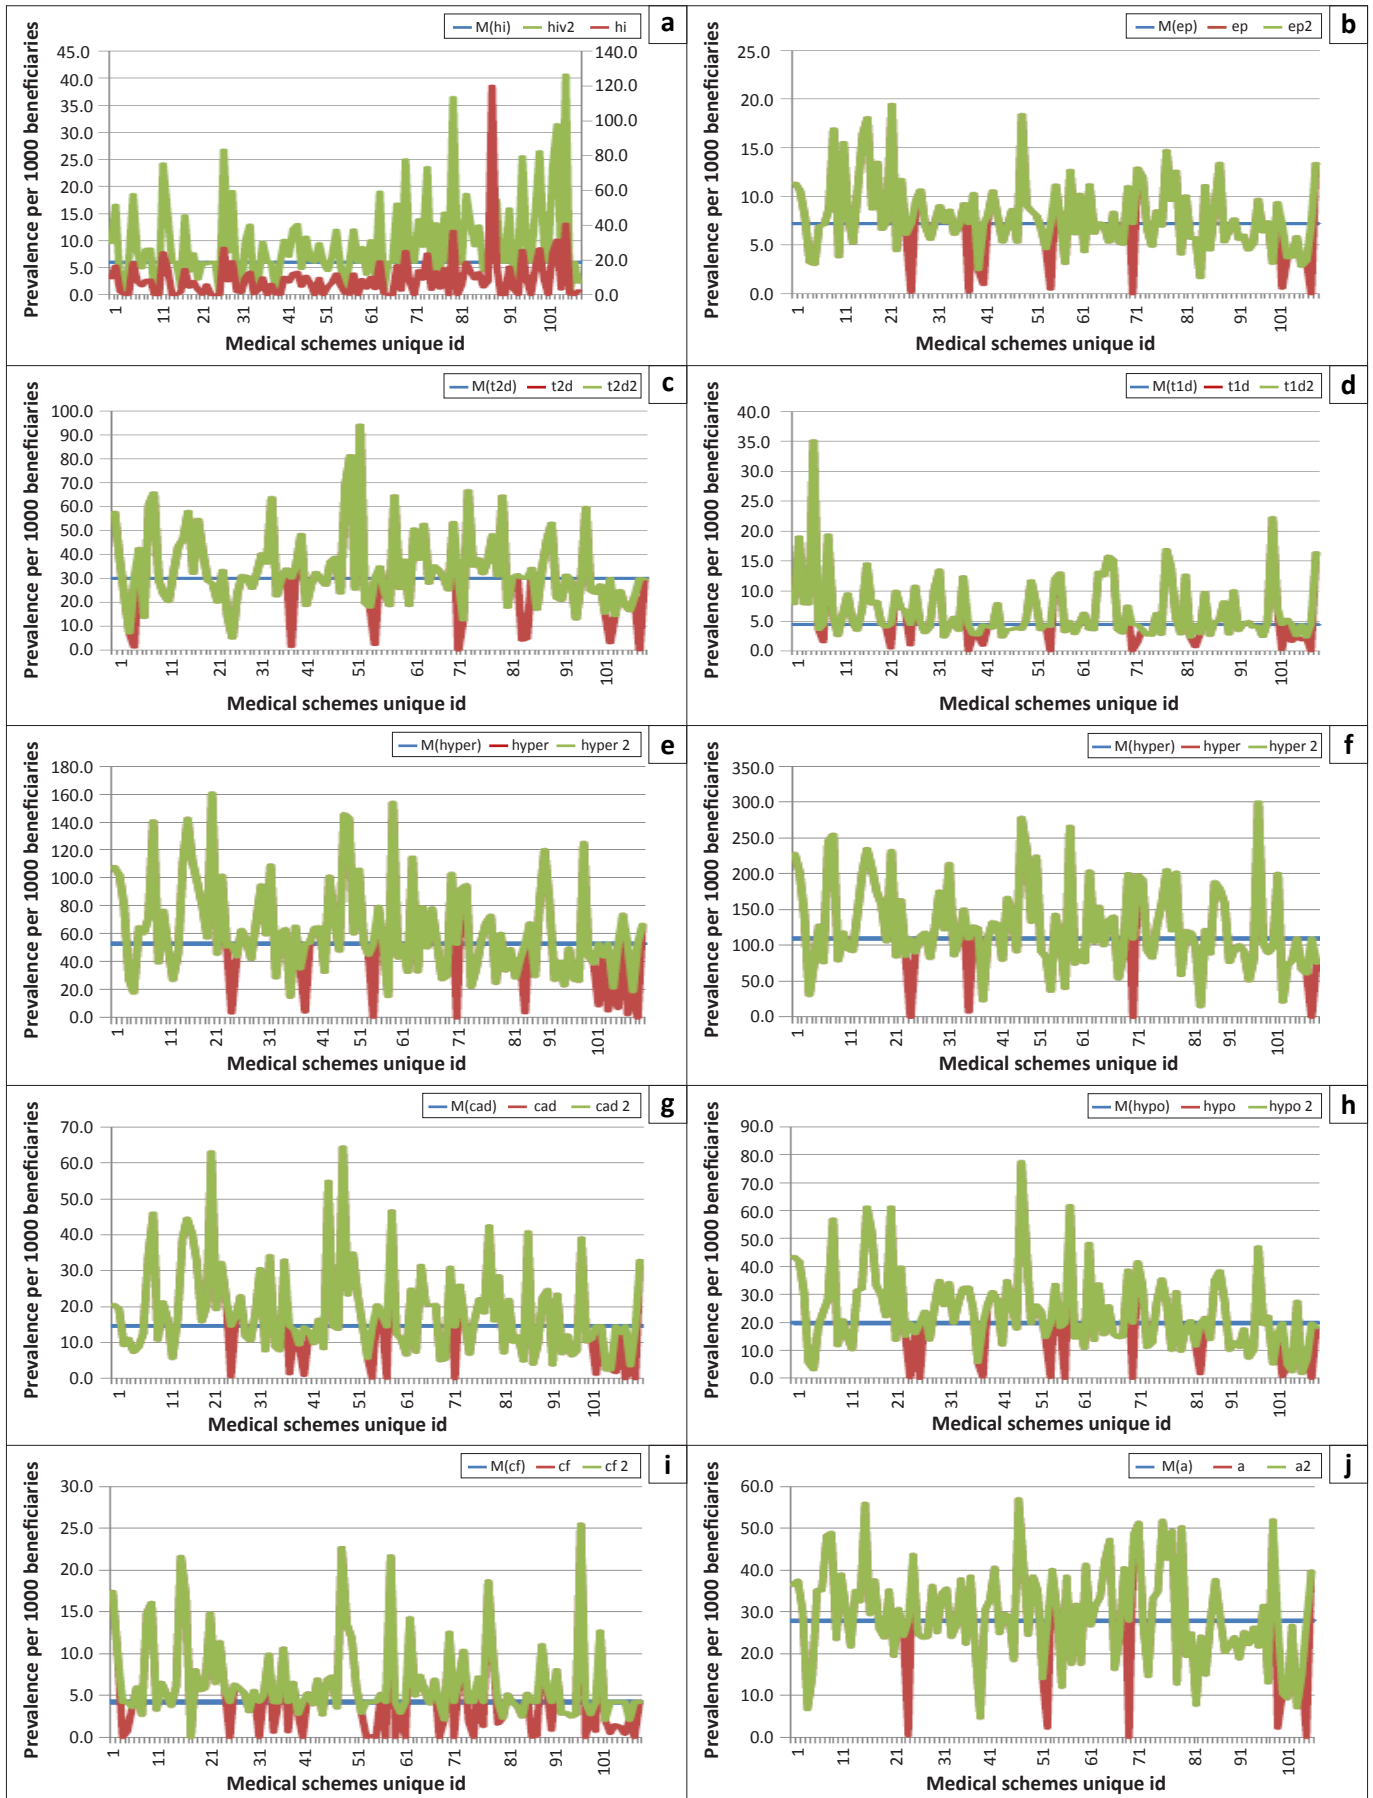 M(hi) hiv2 hi a
Prevalence per 1000 beneficiaries
45.0 40.0 35.0 30.0 25.0 20.0 15.0 10.0 5.0 0.0
140.0 120.0 100.0 80.0 60.0 40.0 20.0 0.0
1 11 21 31 41 51 61 71 81 91 101
Medical schemes unique id
M(ep) ep ep2 b
Prevalence per 1000 beneficiaries
25.0 20.0 15.0 10.0 5.0 0.0
1 11 21 31 41 51 61 71 81 91 101
Medical schemes unique id
M(t2d) t2d t2d2 c
Prevalence per 1000 beneficiaries
100.0 90.0 80.0 70.0 60.0 50.0 40.0 30.0 20.0 10.0 0.0
1 11 21 31 41 51 61 71 81 91 101
Medical schemes unique id
M(t1d) t1d t1d2 d
Prevalence per 1000 beneficiaries
40.0 35.0 30.0 25.0 20.0 15.0 10.0 5.0 0.0
1 11 21 31 41 51 61 71 81 91 101
Medical schemes unique id
M(hyper) hyper hyper 2 e
Prevalence per 1000 beneficiaries
180.0 160.0 140.0 120.0 100.0 80.0 60.0 40.0 20.0 0.0
1 11 21 31 41 51 61 71 81 91 101
Medical schemes unique id
M(hyper) hyper hyper 2 f
Prevalence per 1000 beneficiaries
350.0 300.0 250.0 200.0 150.0 100.0 50.0 0.0
1 11 21 31 41 51 61 71 81 91 101
Medical schemes unique id
M(cad) cad cad 2 g
Prevalence per 1000 beneficiaries
70.0 60.0 50.0 40.0 30.0 20.0 10.0 0.0
1 11 21 31 41 51 61 71 81 91 101
Medical schemes unique id
M(hypo) hypo hypo 2 h
Prevalence per 1000 beneficiaries
90.0 80.0 70.0 60.0 50.0 40.0 30.0 20.0 10.0 0.0
1 11 21 31 41 51 61 71 81 91 101
Medical schemes unique id
M(cf) cf cf 2 i
Prevalence per 1000 beneficiaries
30.0 25.0 20.0 15.0 10.0 5.0 0.0
1 11 21 31 41 51 61 71 81 91 101
Medical schemes unique id
M(a) a a2 j
Prevalence per 1000 beneficiaries
60.0 50.0 40.0 30.0 20.0 10.0 0.0
1 11 21 31 41 51 61 71 81 91 101
Medical schemes unique id